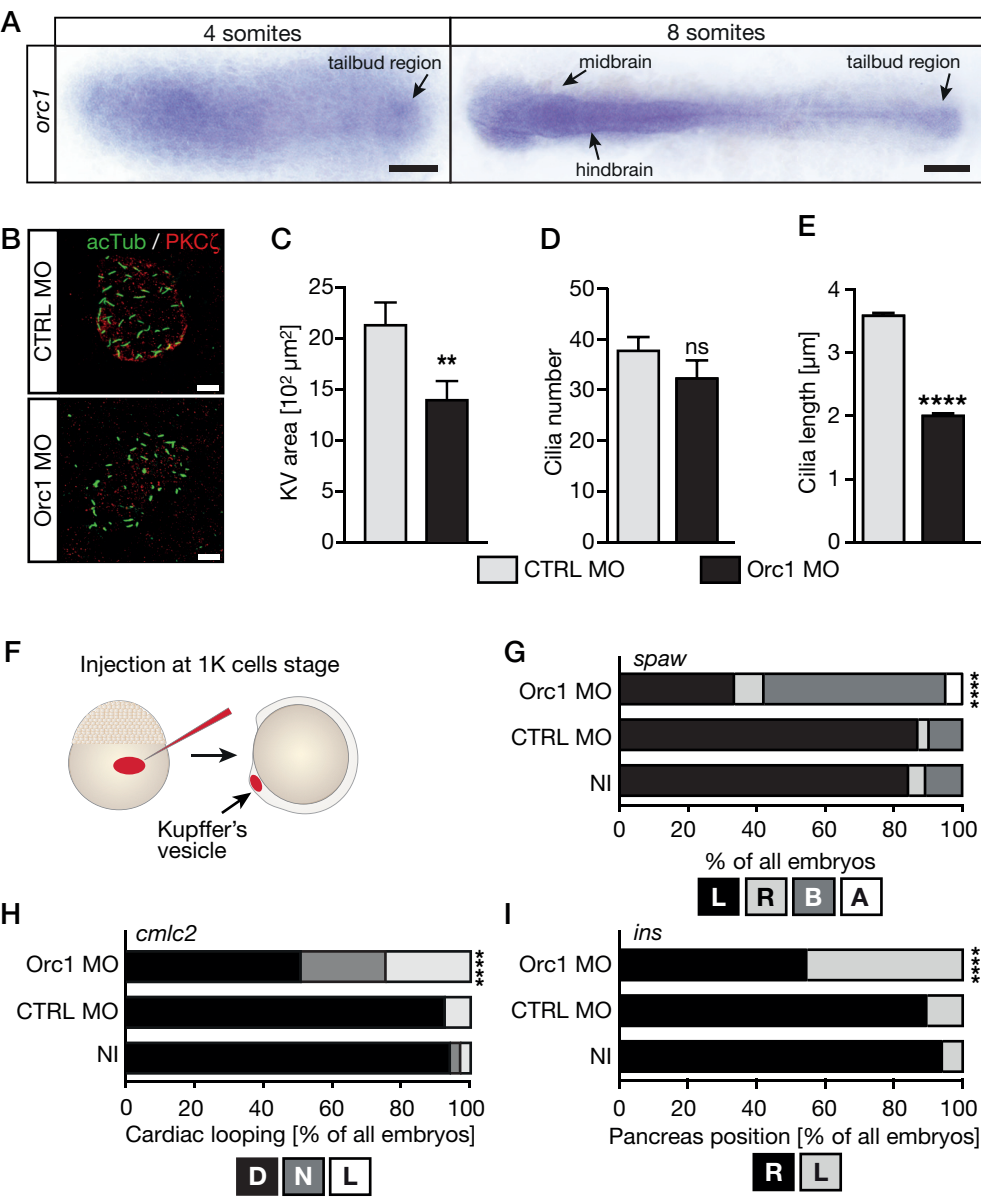 A
4 somites
8 somites
orc1
tailbud region
midbrain
hindbrain
tailbud region
B
acTub / PKCζ
CTRL MO
Orc1 MO
C
KV area [10² μm²]
25
20
15
10
5
0
**
D
Cilia number
50
40
30
20
10
0
ns
E
Cilia length [μm]
4
3
2
1
0
****
CTRL MO
Orc1 MO
F
Injection at 1K cells stage
Kupffer's
vesicle
G
spaw
Orc1 MO
****
CTRL MO
NI
0 20 40 60 80 100
% of all embryos
L R B A
H
cmlc2
Orc1 MO
****
CTRL MO
NI
0 20 40 60 80 100
Cardiac looping [% of all embryos]
D N L
I
ins
Orc1 MO
****
CTRL MO
NI
0 20 40 60 80 100
Pancreas position [% of all embryos]
R L